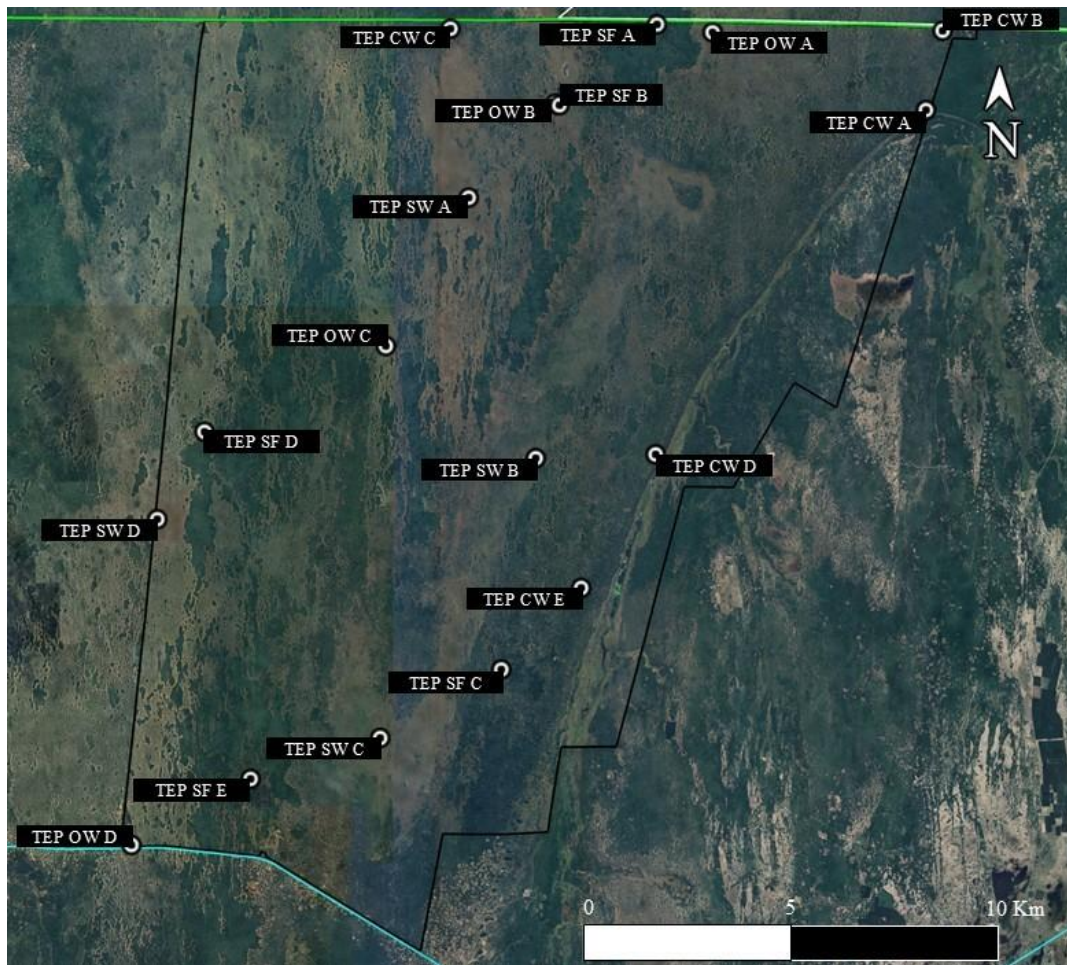 TEP CW B
TEP CW C
TEP SF A
TEP OW A
TEP SF B
TEP OW B
TEP CW A
N
TEP SW A
TEP OW C
TEP SF D
TEP SW B
TEP CW D
TEP SW D
TEP CW E
TEP SF C
TEP SW C
TEP SF E
TEP OW D
0 5 10 Km